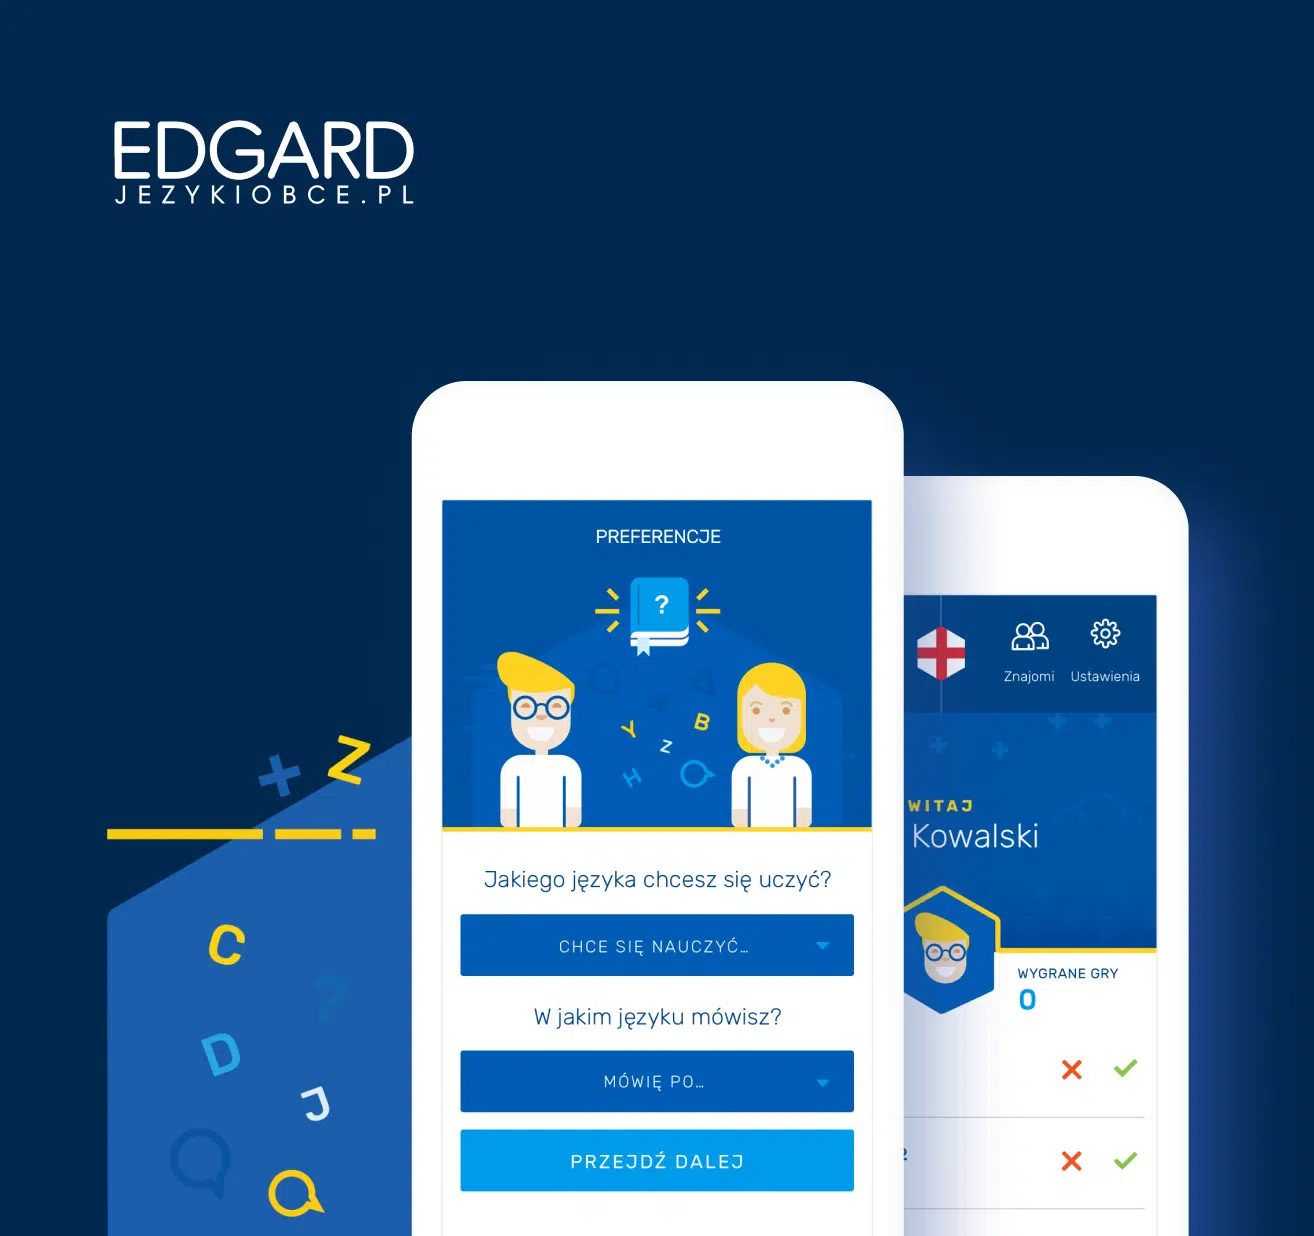 EDGARD
JEZYKIOBCE.PL
PREFERENCJE
?
Y
B
Z
H
Jakiego języka chcesz się uczyć?
CHCE SIĘ NAUCZYĆ...
W jakim języku mówisz?
MÓWIĘ PO...
PRZEJDŹ DALEJ
Znajomi
Ustawienia
WITAJ
Kowalski
WYGRANE GRY
0
2
Z
C
?
D
J